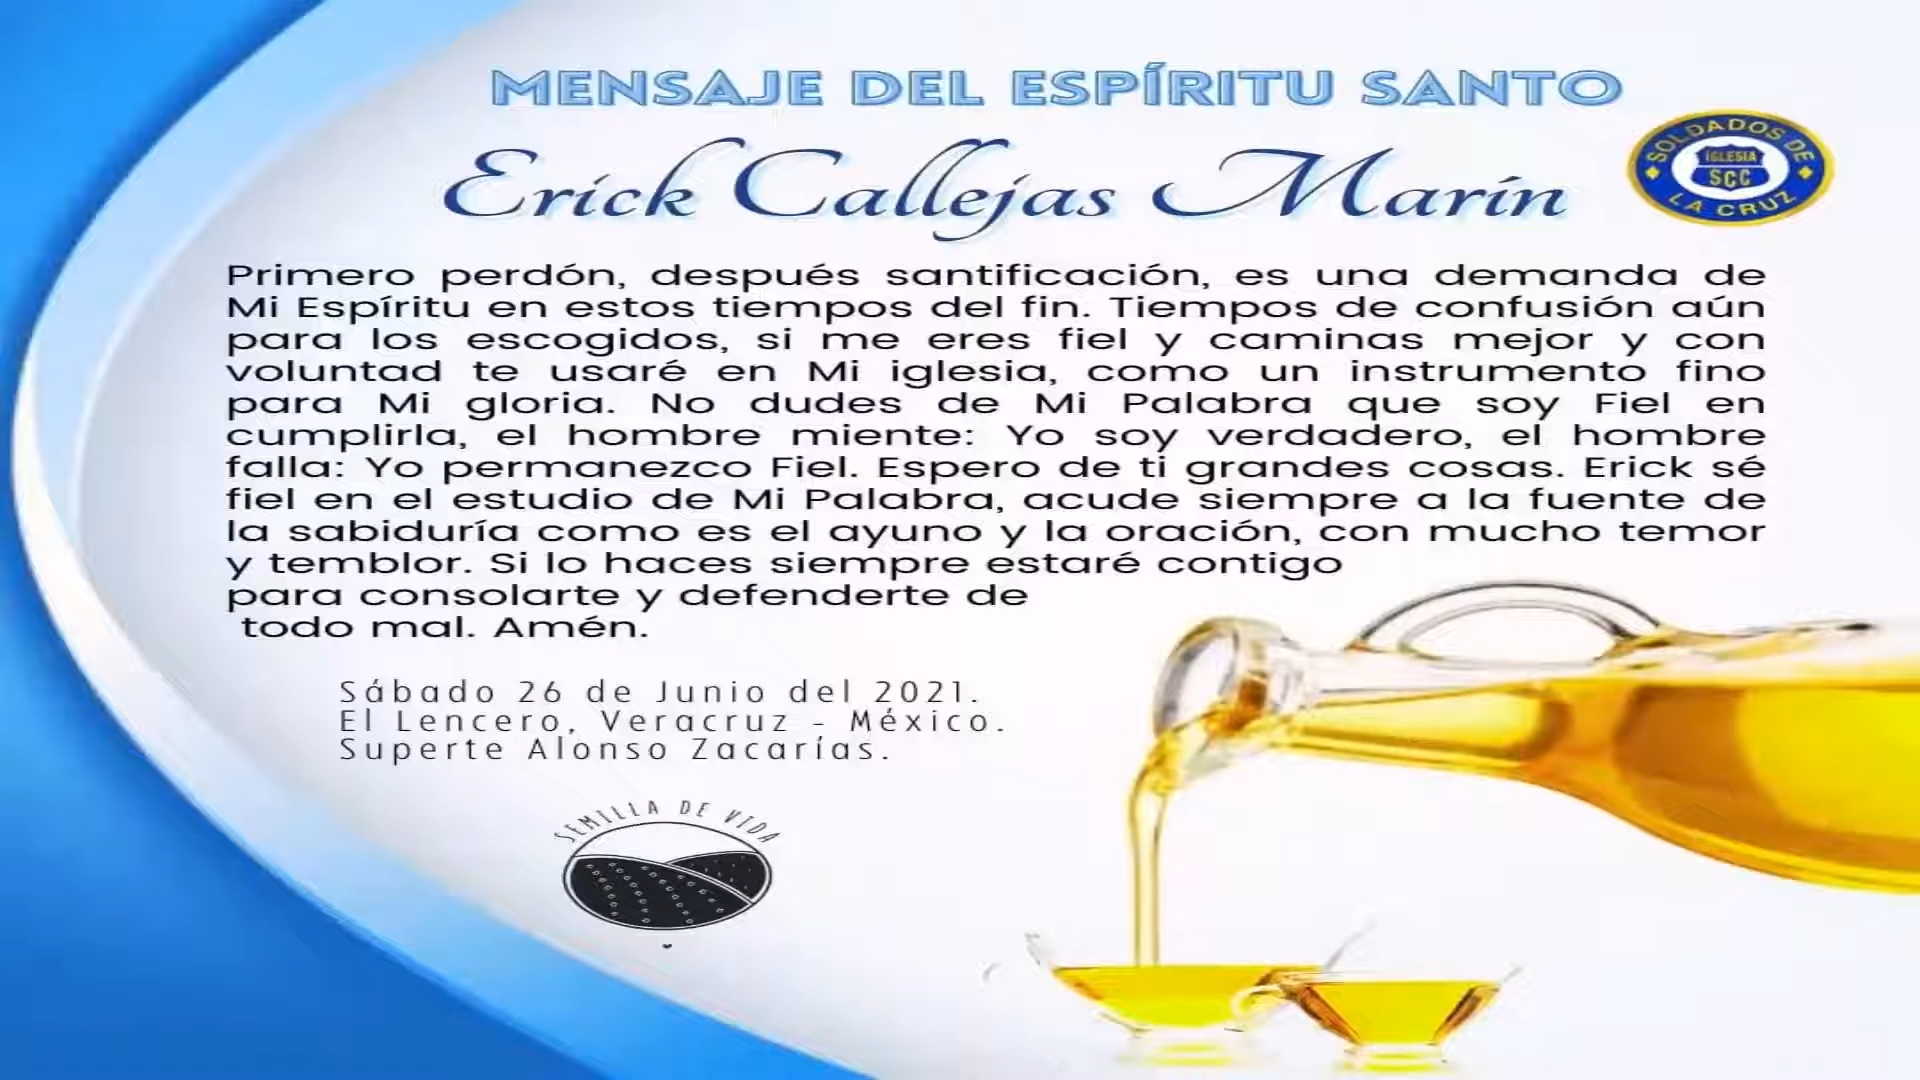 MENSAJE DEL ESPÍRITU SANTO
Erick Callejas Marín
SOLDADOS DE
IGLESIA
SCC
LA CRUZ
Primero perdón, después santificación, es una demanda de
Mi Espíritu en estos tiempos del fin. Tiempos de confusión aún
para los escogidos, si me eres fiel y caminas mejor y con
voluntad te usaré en Mi iglesia, como un instrumento fino
para Mi gloria. No dudes de Mi Palabra que soy Fiel en
cumplirla, el hombre miente: Yo soy verdadero, el hombre
falla: Yo permanezco Fiel. Espero de ti grandes cosas. Erick sé
fiel en el estudio de Mi Palabra, acude siempre a la fuente de
la sabiduría como es el ayuno y la oración, con mucho temor
y temblor. Si lo haces siempre estaré contigo
para consolarte y defenderte de
todo mal. Amén.
Sábado 26 de Junio del 2021.
El Lencero, Veracruz - México.
Superte Alonso Zacarías.
SEMILLA DE VIDA